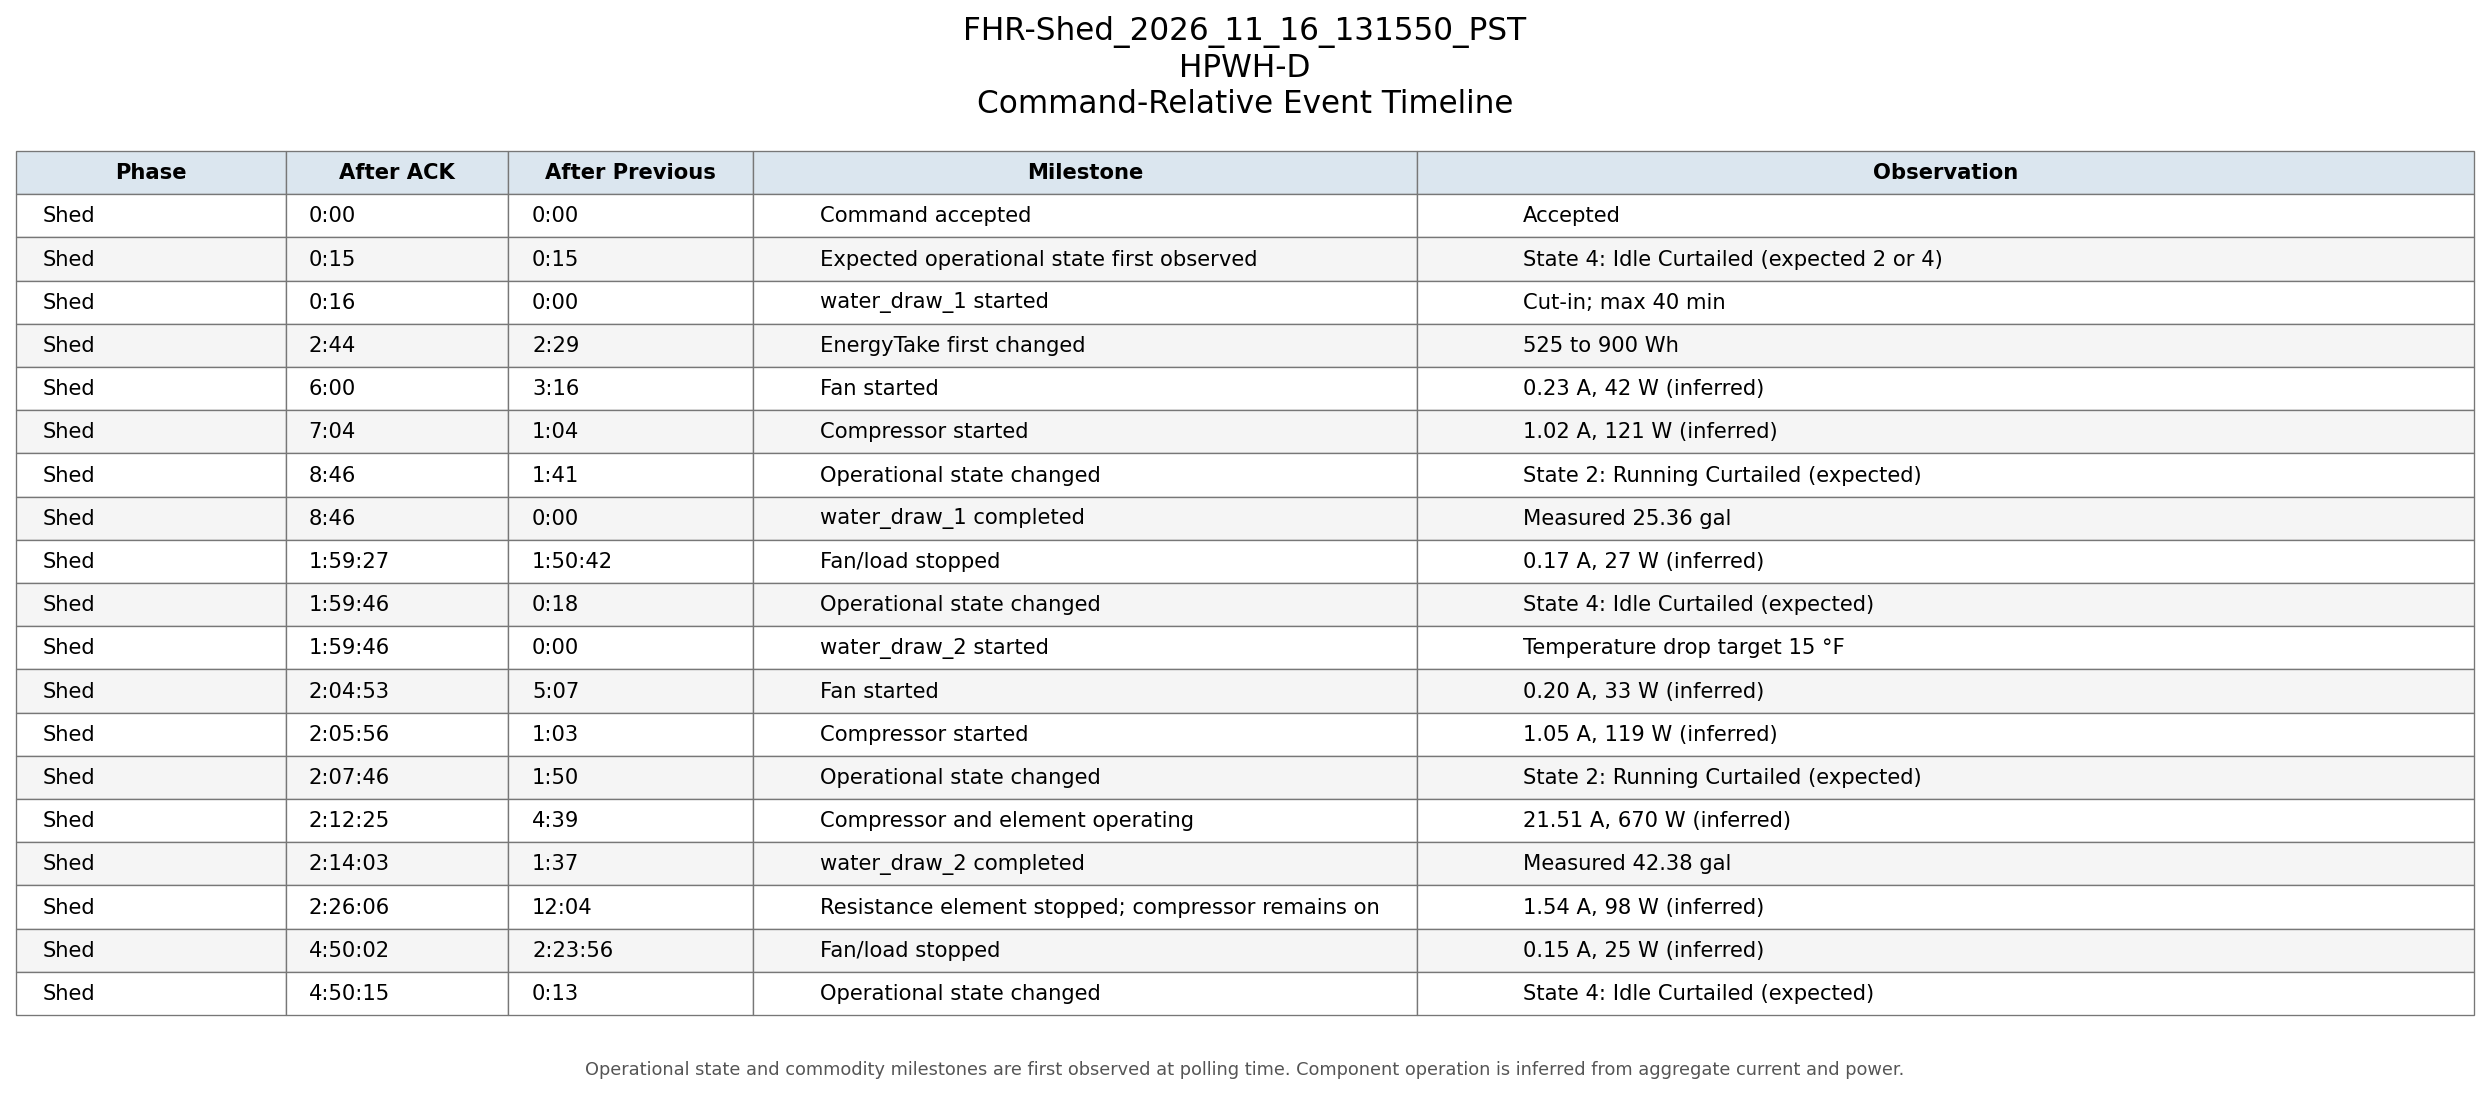 FHR-Shed_2026_11_16_131550_PST
HPWH-D
Command-Relative Event Timeline
Phase After ACK After Previous Milestone Observation
Shed 0:00 0:00 Command accepted Accepted
Shed 0:15 0:15 Expected operational state first observed State 4: Idle Curtailed (expected 2 or 4)
Shed 0:16 0:00 water_draw_1 started Cut-in; max 40 min
Shed 2:44 2:29 EnergyTake first changed 525 to 900 Wh
Shed 6:00 3:16 Fan started 0.23 A, 42 W (inferred)
Shed 7:04 1:04 Compressor started 1.02 A, 121 W (inferred)
Shed 8:46 1:41 Operational state changed State 2: Running Curtailed (expected)
Shed 8:46 0:00 water_draw_1 completed Measured 25.36 gal
Shed 1:59:27 1:50:42 Fan/load stopped 0.17 A, 27 W (inferred)
Shed 1:59:46 0:18 Operational state changed State 4: Idle Curtailed (expected)
Shed 1:59:46 0:00 water_draw_2 started Temperature drop target 15 °F
Shed 2:04:53 5:07 Fan started 0.20 A, 33 W (inferred)
Shed 2:05:56 1:03 Compressor started 1.05 A, 119 W (inferred)
Shed 2:07:46 1:50 Operational state changed State 2: Running Curtailed (expected)
Shed 2:12:25 4:39 Compressor and element operating 21.51 A, 670 W (inferred)
Shed 2:14:03 1:37 water_draw_2 completed Measured 42.38 gal
Shed 2:26:06 12:04 Resistance element stopped; compressor remains on 1.54 A, 98 W (inferred)
Shed 4:50:02 2:23:56 Fan/load stopped 0.15 A, 25 W (inferred)
Shed 4:50:15 0:13 Operational state changed State 4: Idle Curtailed (expected)
Operational state and commodity milestones are first observed at polling time. Component operation is inferred from aggregate current and power.